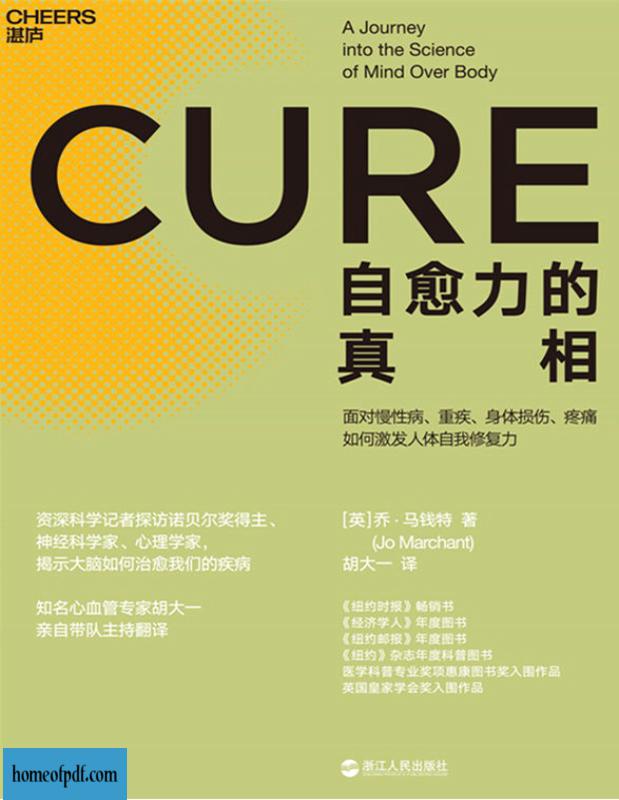 CHEERS
湛庐
A Journey
into the Science
of Mind Over Body
CURE
自愈力的
真相
面对慢性病、重疾、身体损伤、疼痛
如何激发人体自我修复力
资深科学记者探访诺贝尔奖得主、
神经科学家、心理学家，
揭示大脑如何治愈我们的疾病
知名心血管专家胡大一
亲自带队主持翻译
[英]乔·马钱特 著
(Jo Marchant)
胡大一 译
《纽约时报》畅销书
《经济学人》年度图书
《纽约邮报》年度图书
《纽约》杂志年度科普图书
医学科普专业奖项惠康图书奖入围作品
英国皇家学会奖入围作品
浙江人民出版社
homeofpdf.com